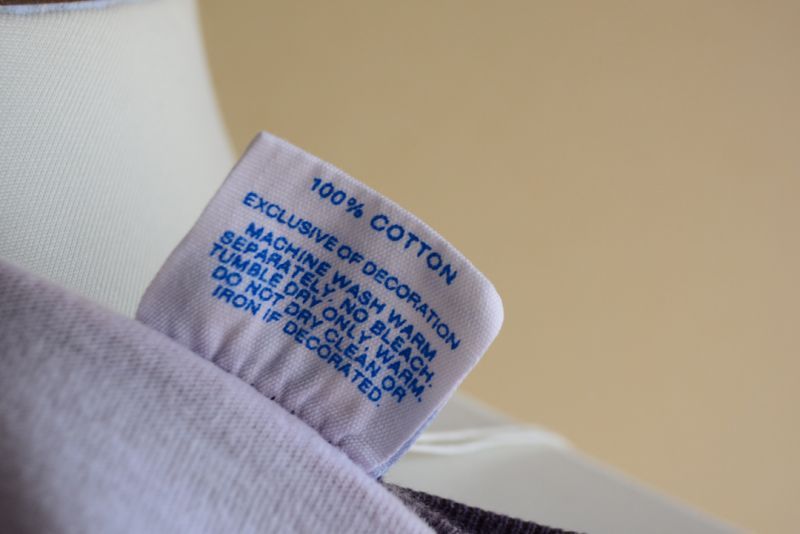 100% COTTON
EXCLUSIVE OF DECORATION
MACHINE WASH WARM
SEPARATELY, NO BLEACH.
TUMBLE DRY ONLY, WARM.
DO NOT DRY CLEAN OR
IRON IF DECORATED.